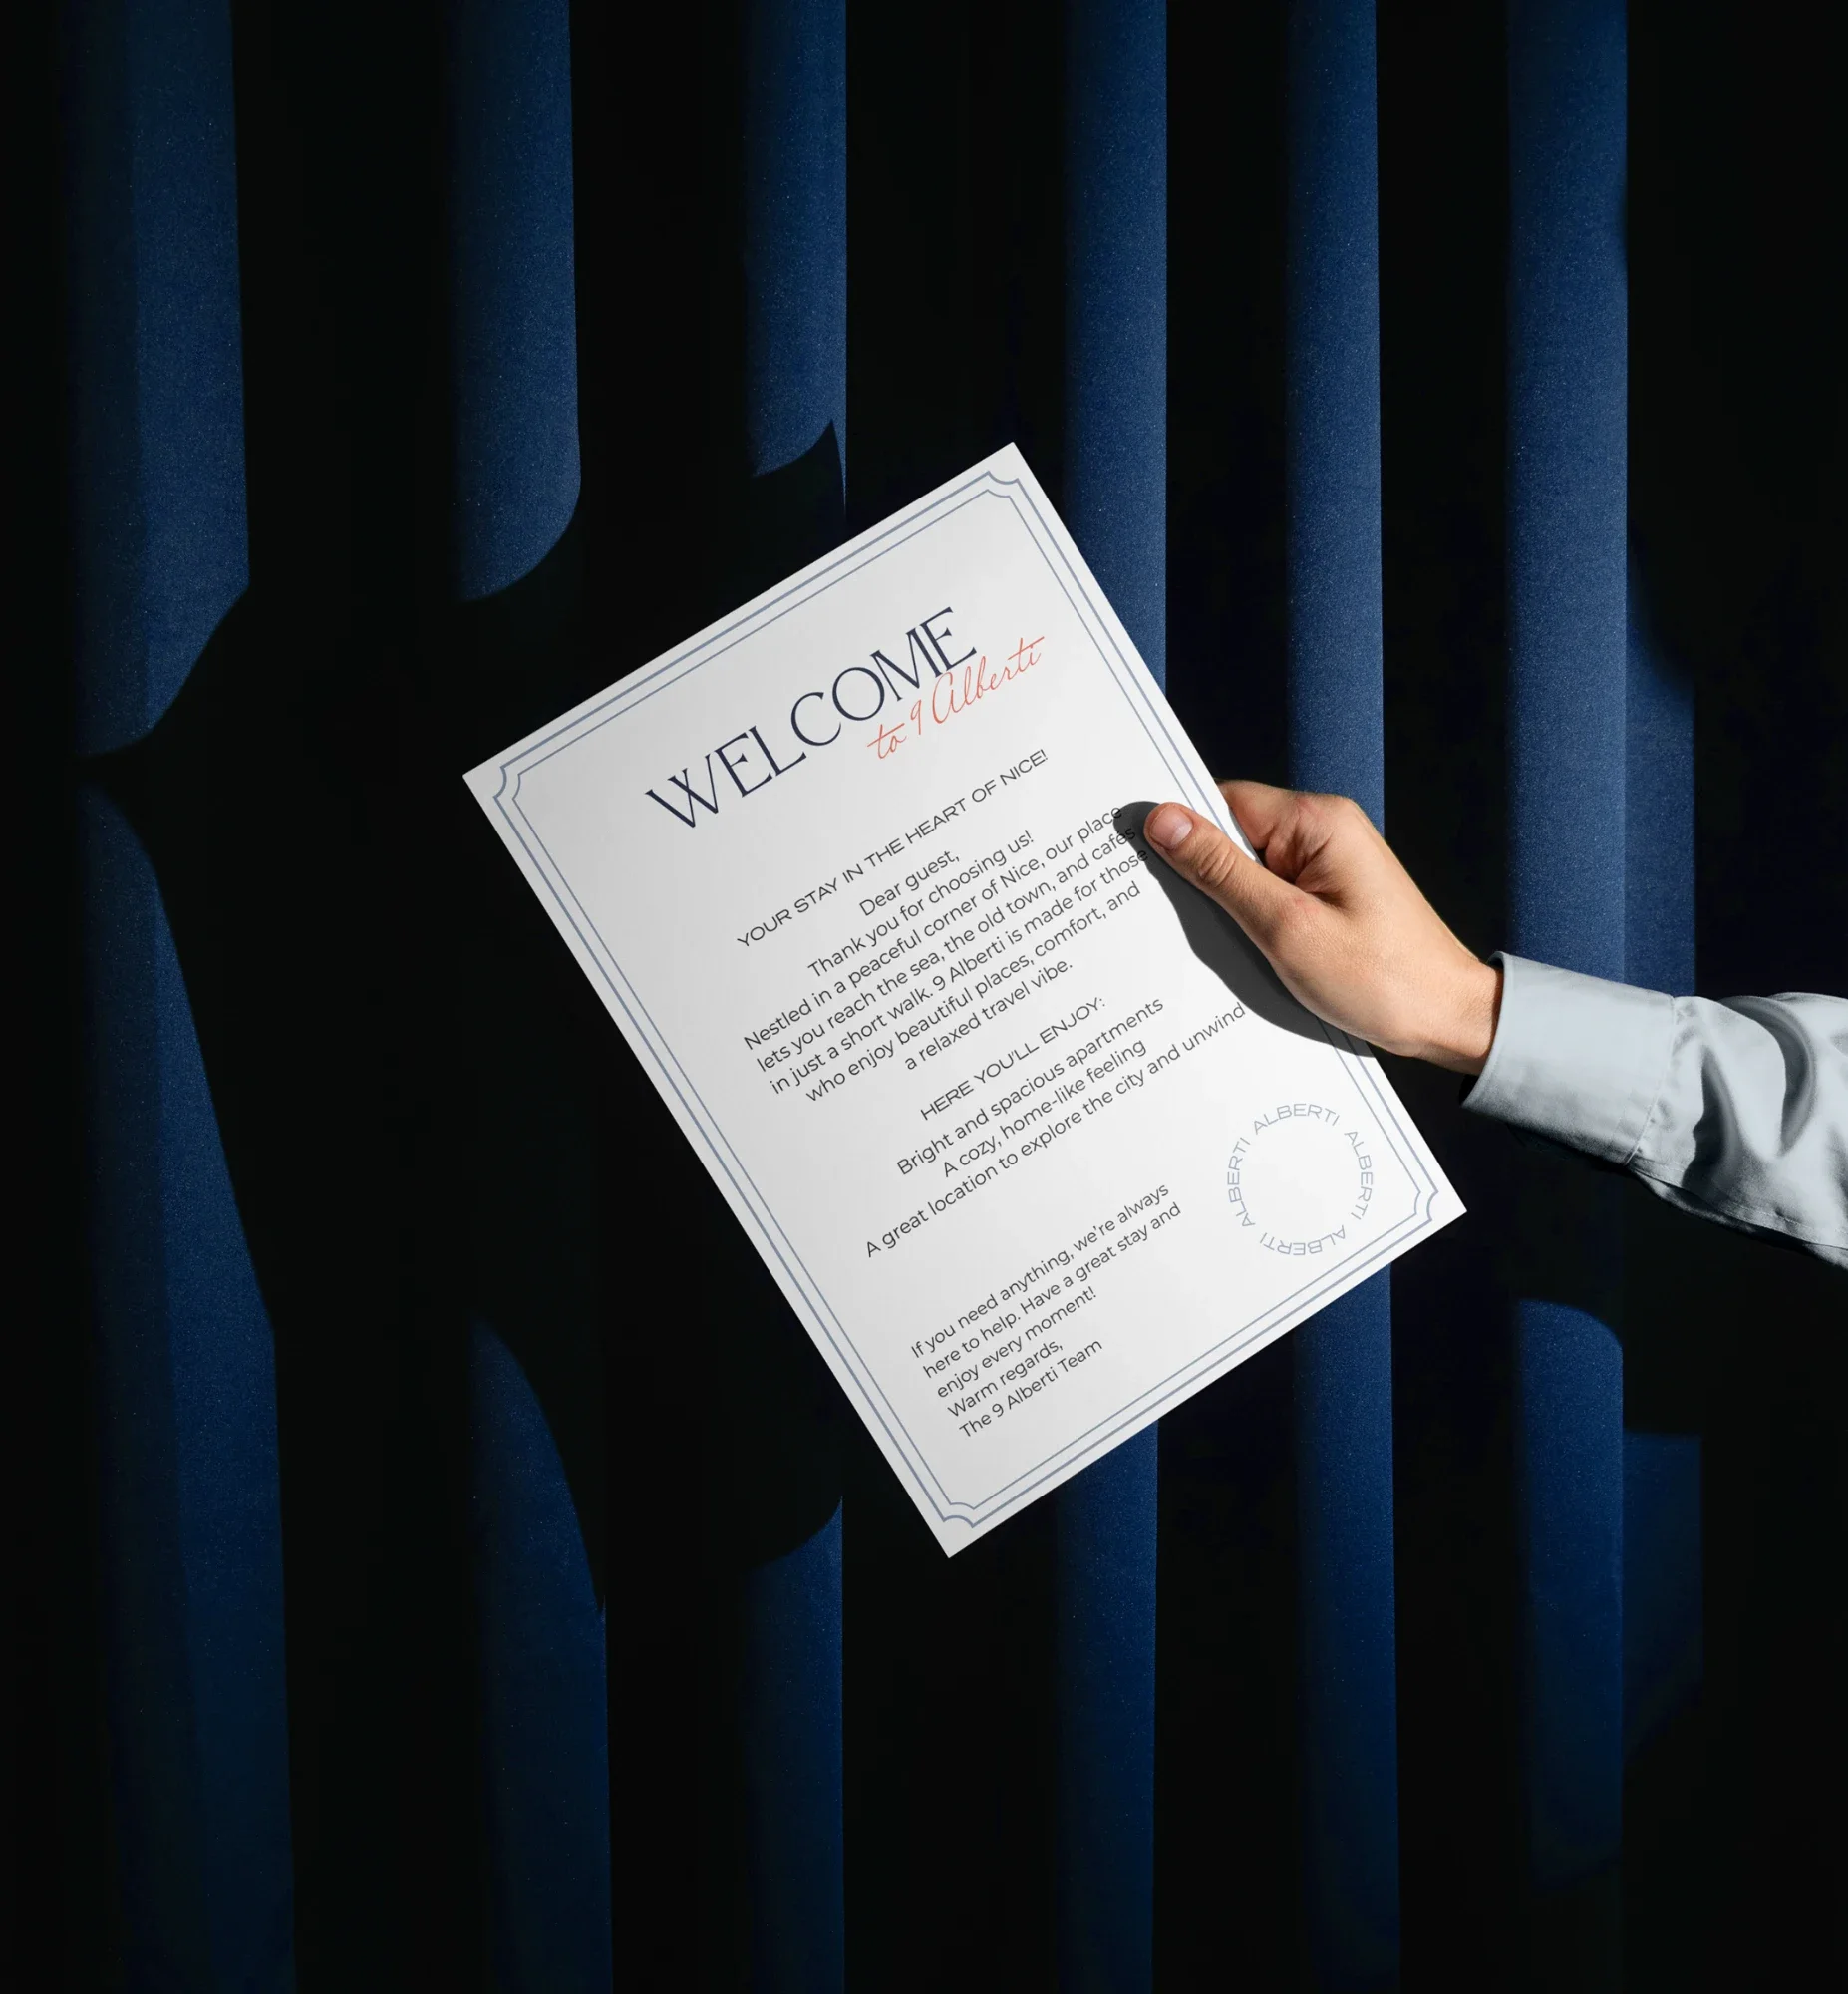 WELCOME
to 9 Alberti
YOUR STAY IN THE HEART OF NICE!
Dear guest,
Thank you for choosing us!
Nestled in a peaceful corner of Nice, our place
lets you reach the sea, the old town, and cafés
in just a short walk. 9 Alberti is made for those
who enjoy beautiful places, comfort, and
a relaxed travel vibe.
HERE YOU'LL ENJOY:
Bright and spacious apartments
A cozy, home-like feeling
A great location to explore the city and unwind
If you need anything, we're always
here to help. Have a great stay and
enjoy every moment!
Warm regards,
The 9 Alberti Team
ALBERTI ALBERTI ALBERTI ALBERTI